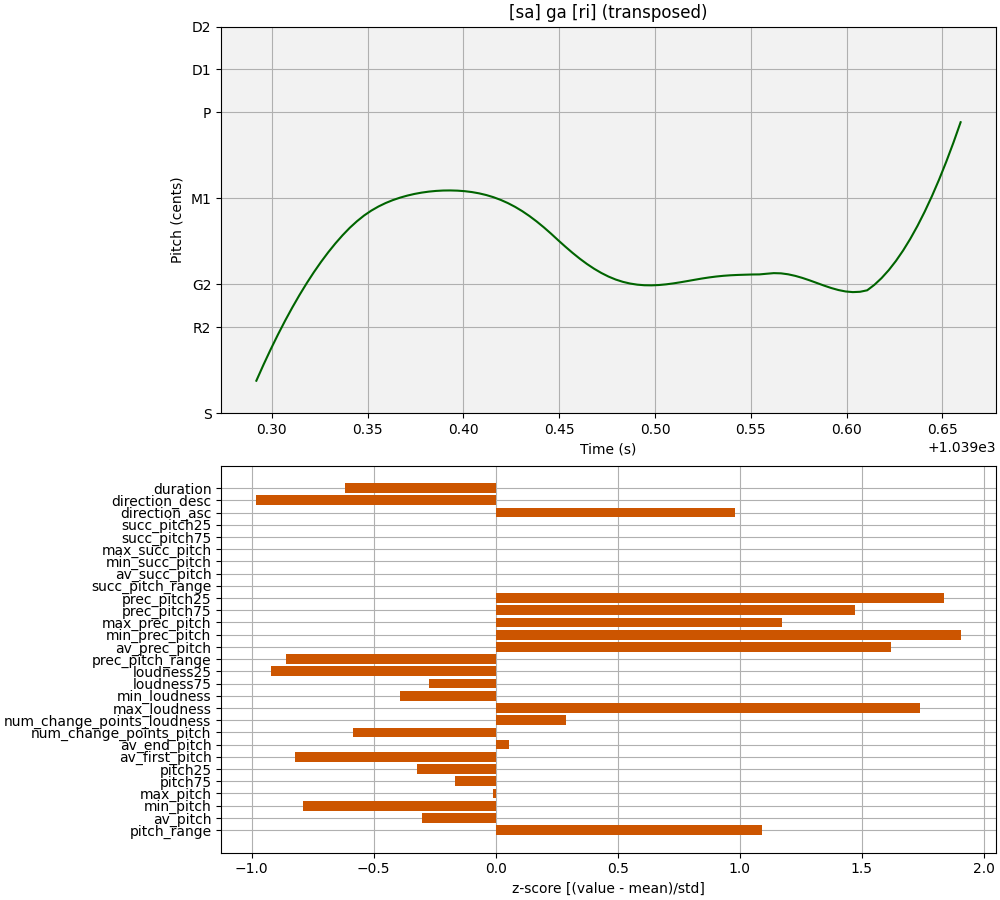 [sa] ga [ri] (transposed)
D2
D1
P
M1
G2
R2
S
Pitch (cents)
0.30 0.35 0.40 0.45 0.50 0.55 0.60 0.65
Time (s)
+1.039e3
duration
direction_desc
direction_asc
succ_pitch25
succ_pitch75
max_succ_pitch
min_succ_pitch
av_succ_pitch
succ_pitch_range
prec_pitch25
prec_pitch75
max_prec_pitch
min_prec_pitch
av_prec_pitch
prec_pitch_range
loudness25
loudness75
min_loudness
max_loudness
num_change_points_loudness
num_change_points_pitch
av_end_pitch
av_first_pitch
pitch25
pitch75
max_pitch
min_pitch
av_pitch
pitch_range
−1.0 −0.5 0.0 0.5 1.0 1.5 2.0
z-score [(value - mean)/std]